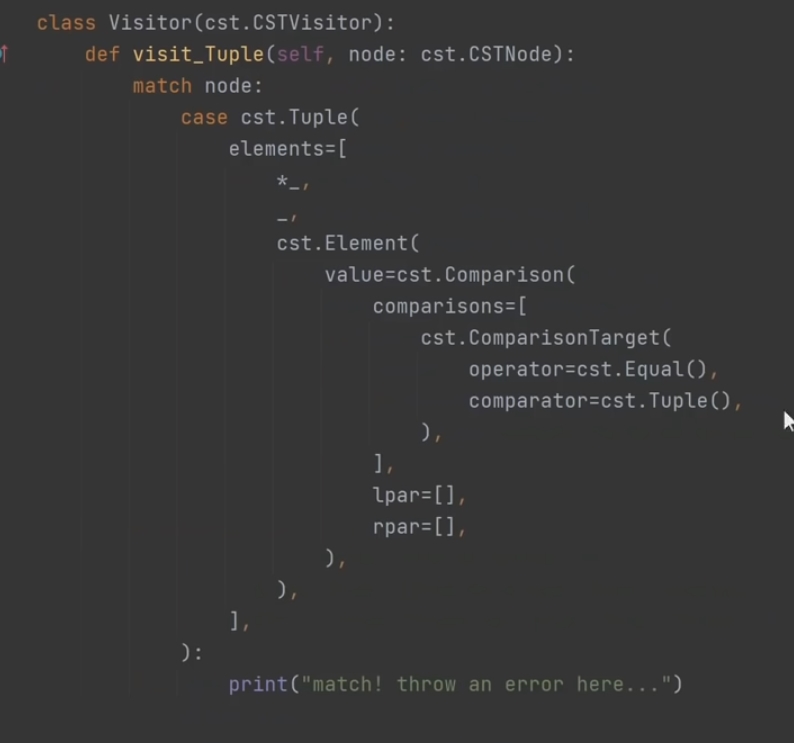 class Visitor(cst.CSTVisitor):
    def visit_Tuple(self, node: cst.CSTNode):
        match node:
            case cst.Tuple(
                elements=[
                    *_,
                    _,
                    cst.Element(
                        value=cst.Comparison(
                            comparisons=[
                                cst.ComparisonTarget(
                                    operator=cst.Equal(),
                                    comparator=cst.Tuple(),
                                ),
                            ],
                            lpar=[],
                            rpar=[],
                        ),
                    ),
                ],
            ):
                print("match! throw an error here...")